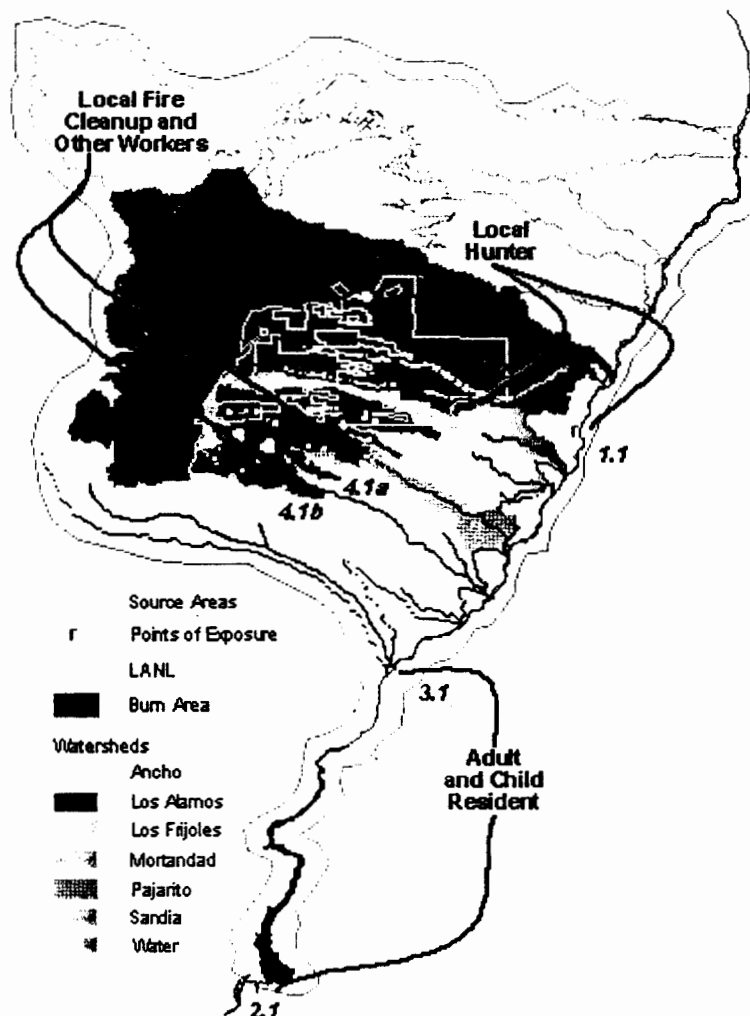 Local Fire
Cleanup and
Other Workers
Local
Hunter
1.1
4.1a
4.1b
Source Areas
r Points of Exposure
LANL
Burn Area
Watersheds
Ancho
Los Alamos
Los Frijoles
Mortandad
Pajarito
Sandia
Water
3.1
Adult
and Child
Resident
2.1